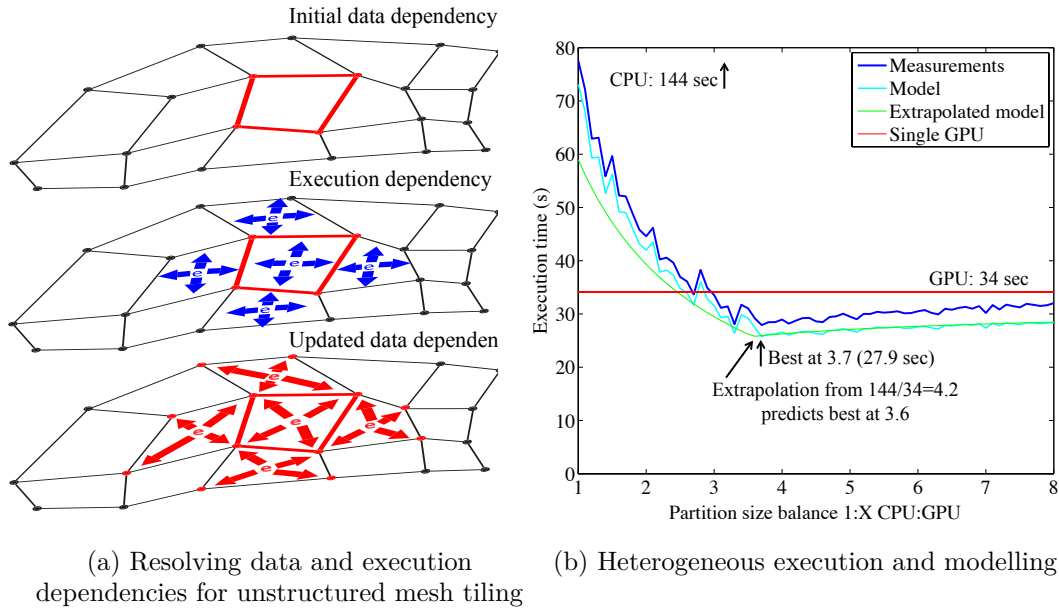 Initial data dependency
Execution dependency
e
e
e
e
e
Updated data dependen
e
e
e
e
e
(a) Resolving data and execution
dependencies for unstructured mesh tiling
80
70
60
50
40
30
20
10
0
Execution time (s)
CPU: 144 sec
Measurements
Model
Extrapolated model
Single GPU
GPU: 34 sec
Best at 3.7 (27.9 sec)
Extrapolation from 144/34=4.2
predicts best at 3.6
1 2 3 4 5 6 7 8
Partition size balance 1:X CPU:GPU
(b) Heterogeneous execution and modelling